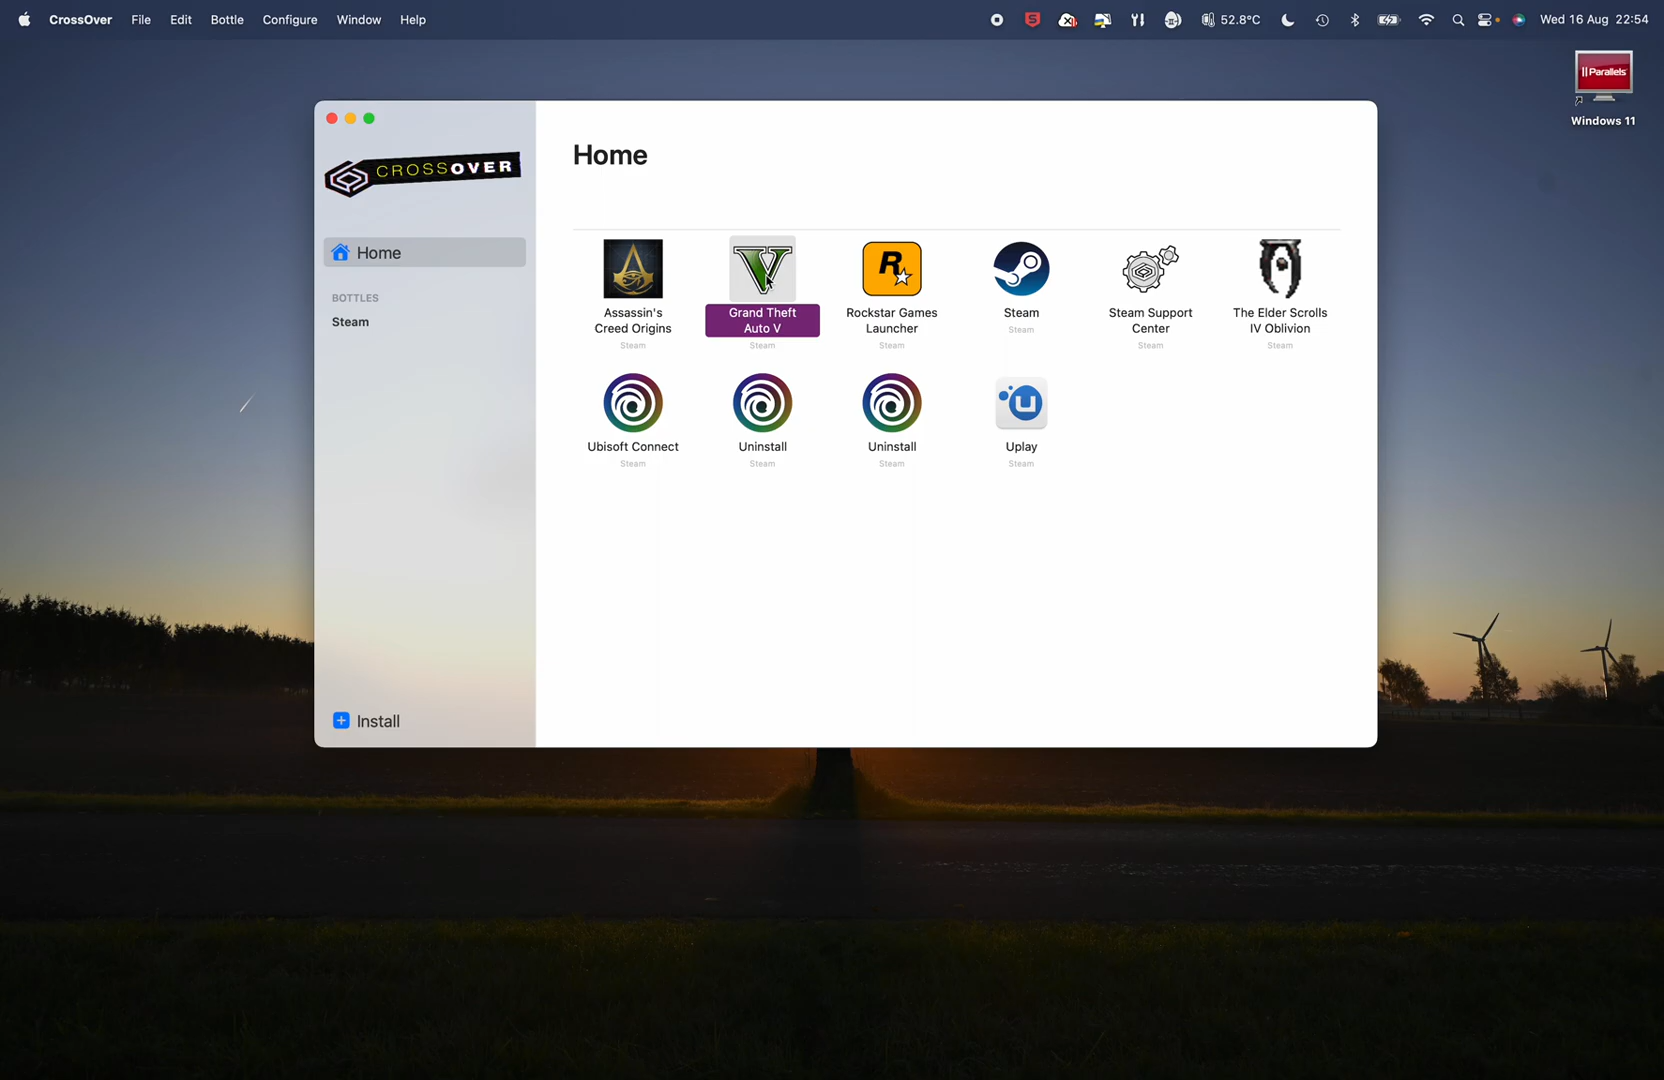 CrossOver File Edit Bottle Configure Window Help 52.8°C Wed 16 Aug 22:54
Parallels
Windows 11
CROSSOVER
Home
BOTTLES
Steam
Install
Home
Assassin's
Creed Origins
Steam
Grand Theft
Auto V
Steam
Rockstar Games
Launcher
Steam
Steam
Steam
Steam Support
Center
Steam
The Elder Scrolls
IV Oblivion
Steam
Ubisoft Connect
Steam
Uninstall
Steam
Uninstall
Steam
Uplay
Steam